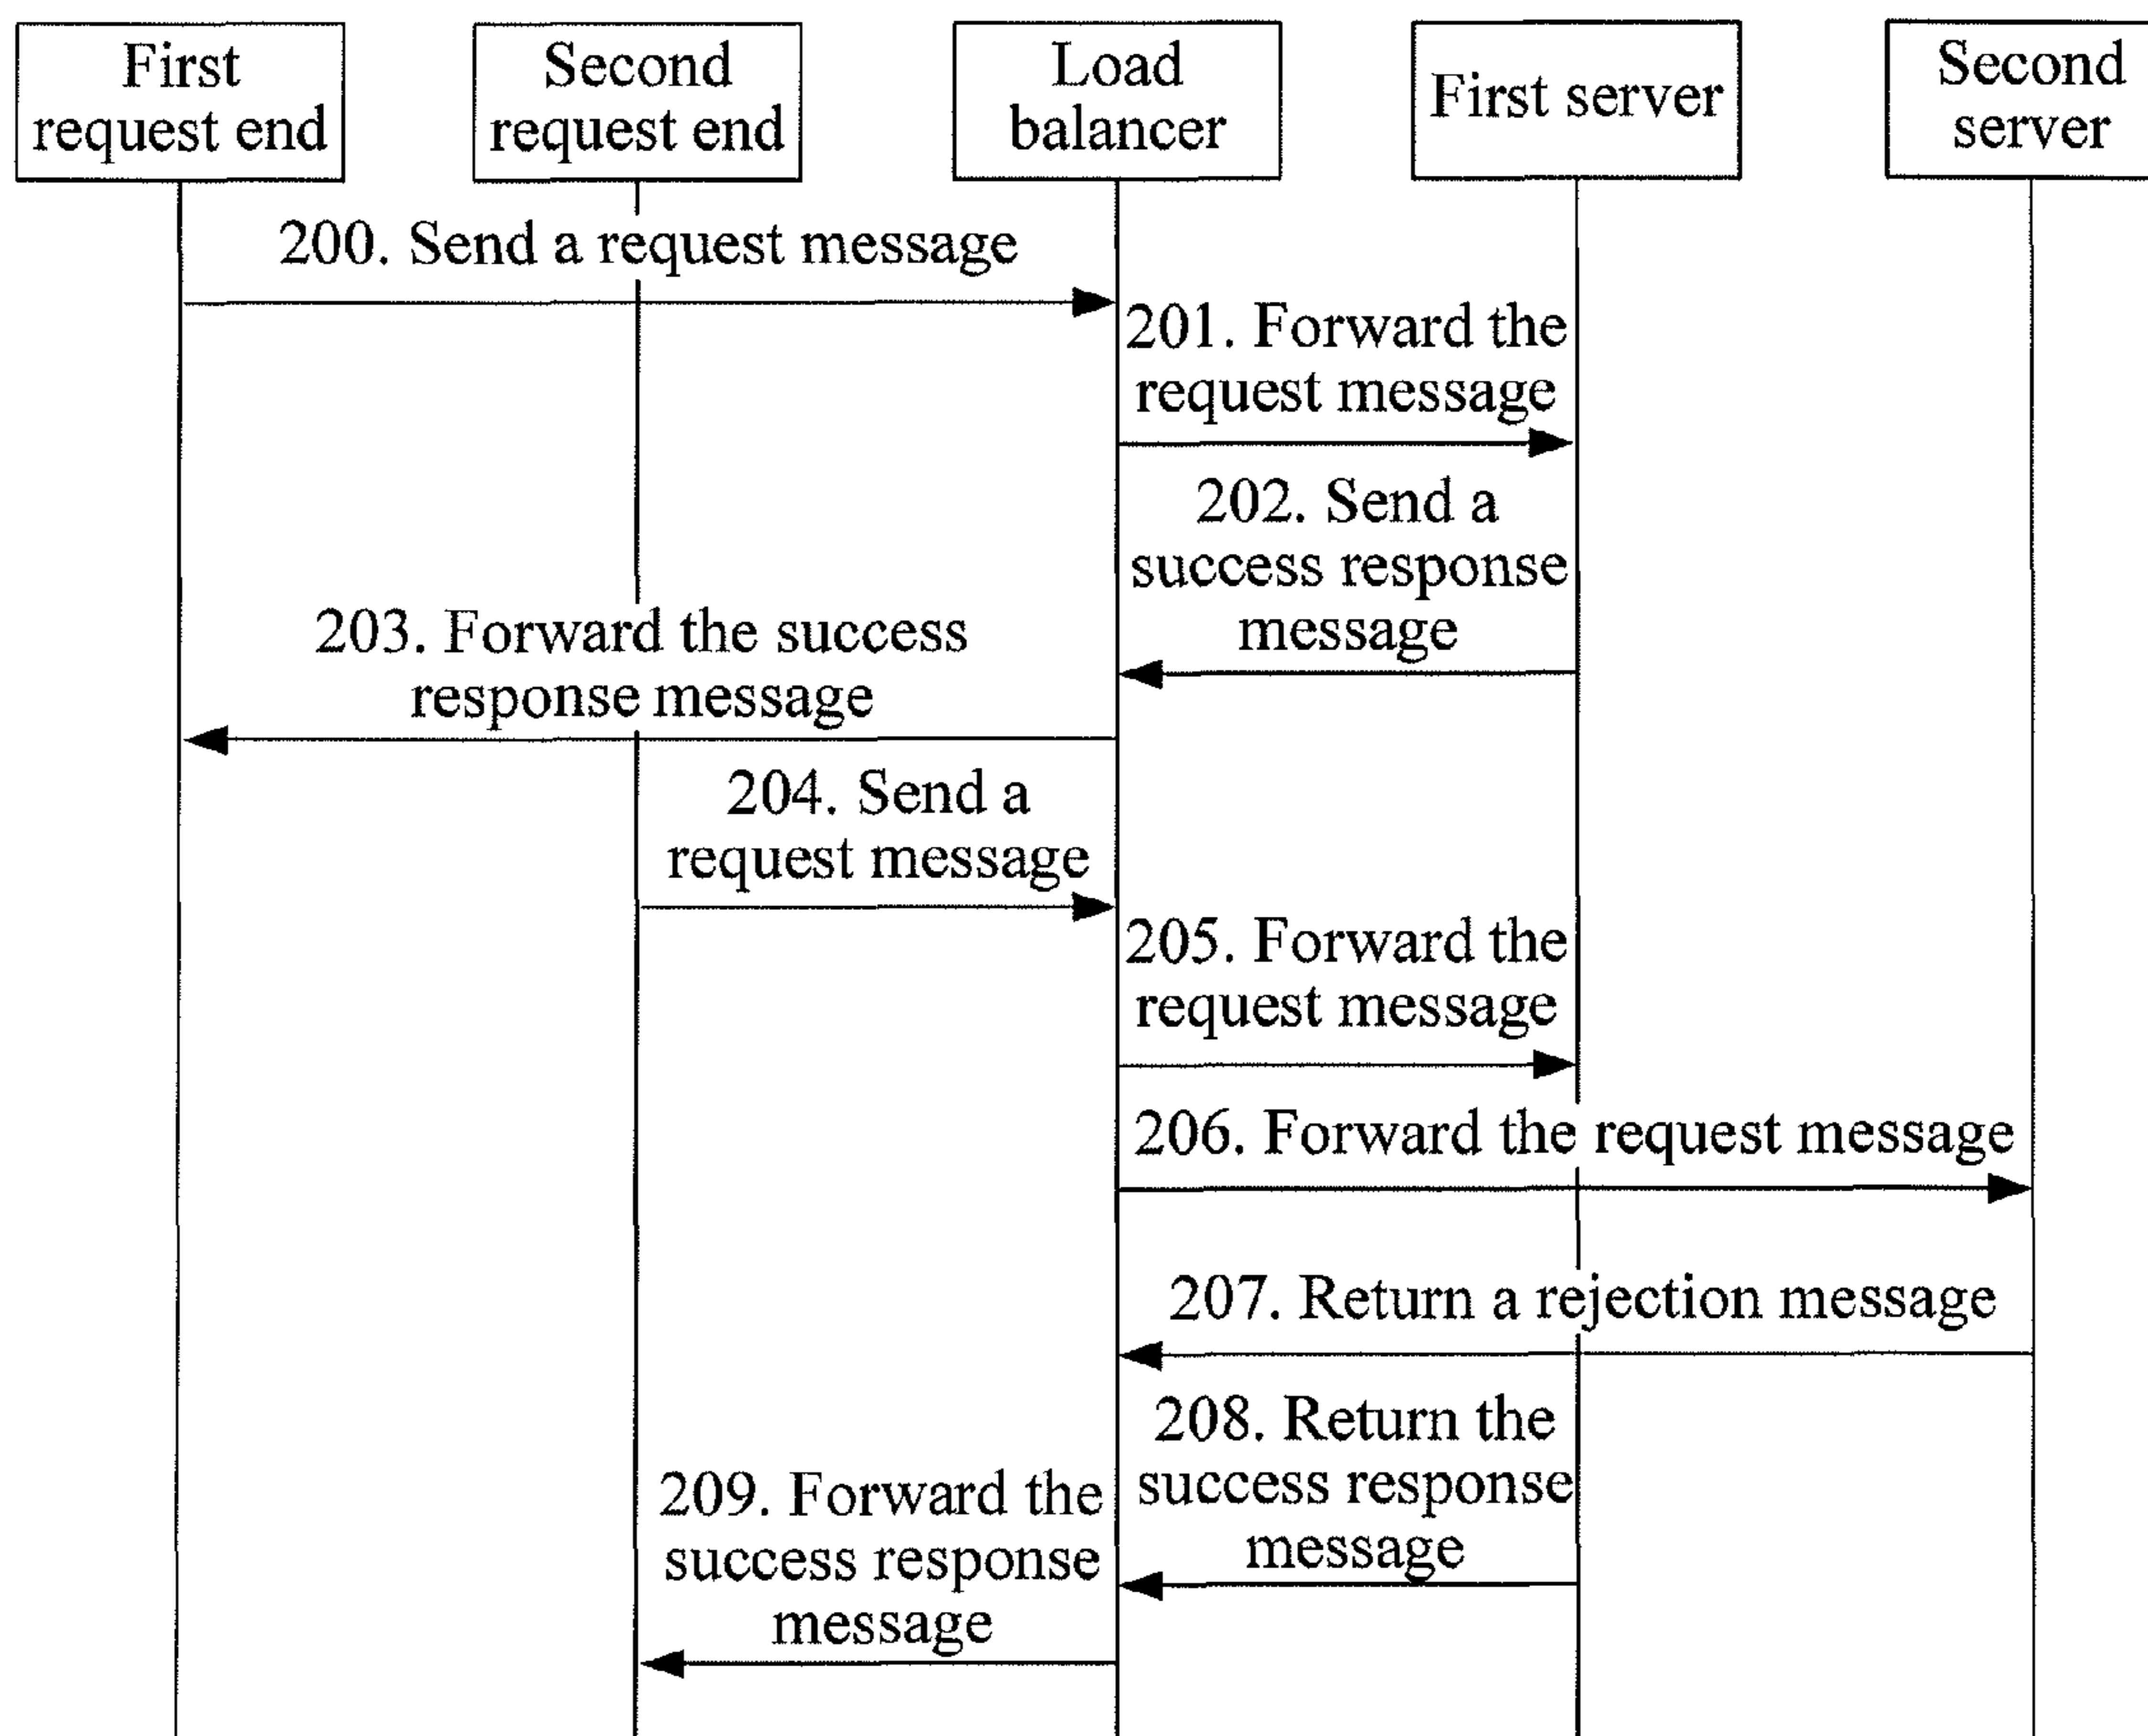 First
request end
Second
request end
Load
balancer
First server
Second
server
200. Send a request message
201. Forward the
request message
202. Send a
success response
message
203. Forward the success
response message
204. Send a
request message
205. Forward the
request message
206. Forward the request message
207. Return a rejection message
208. Return the
success response
message
209. Forward the
success response
message